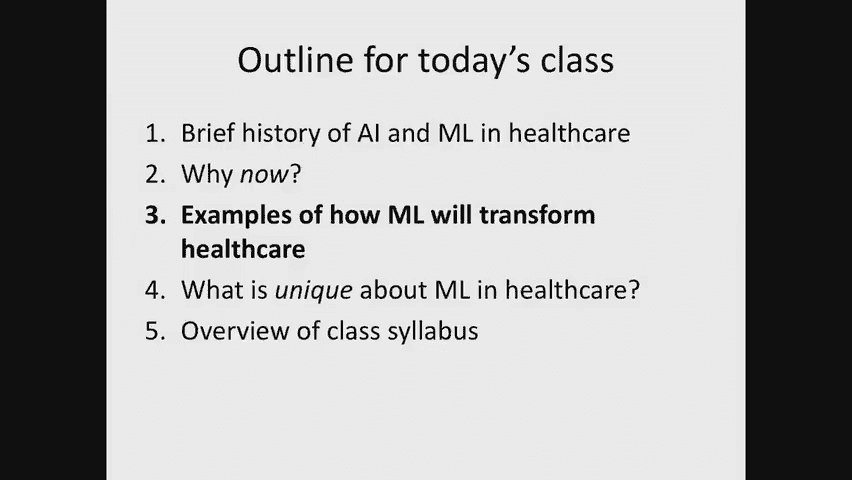 Outline for today’s class
1. Brief history of AI and ML in healthcare
2. Why now?
3. Examples of how ML will transform
healthcare
4. What is unique about ML in healthcare?
5. Overview of class syllabus